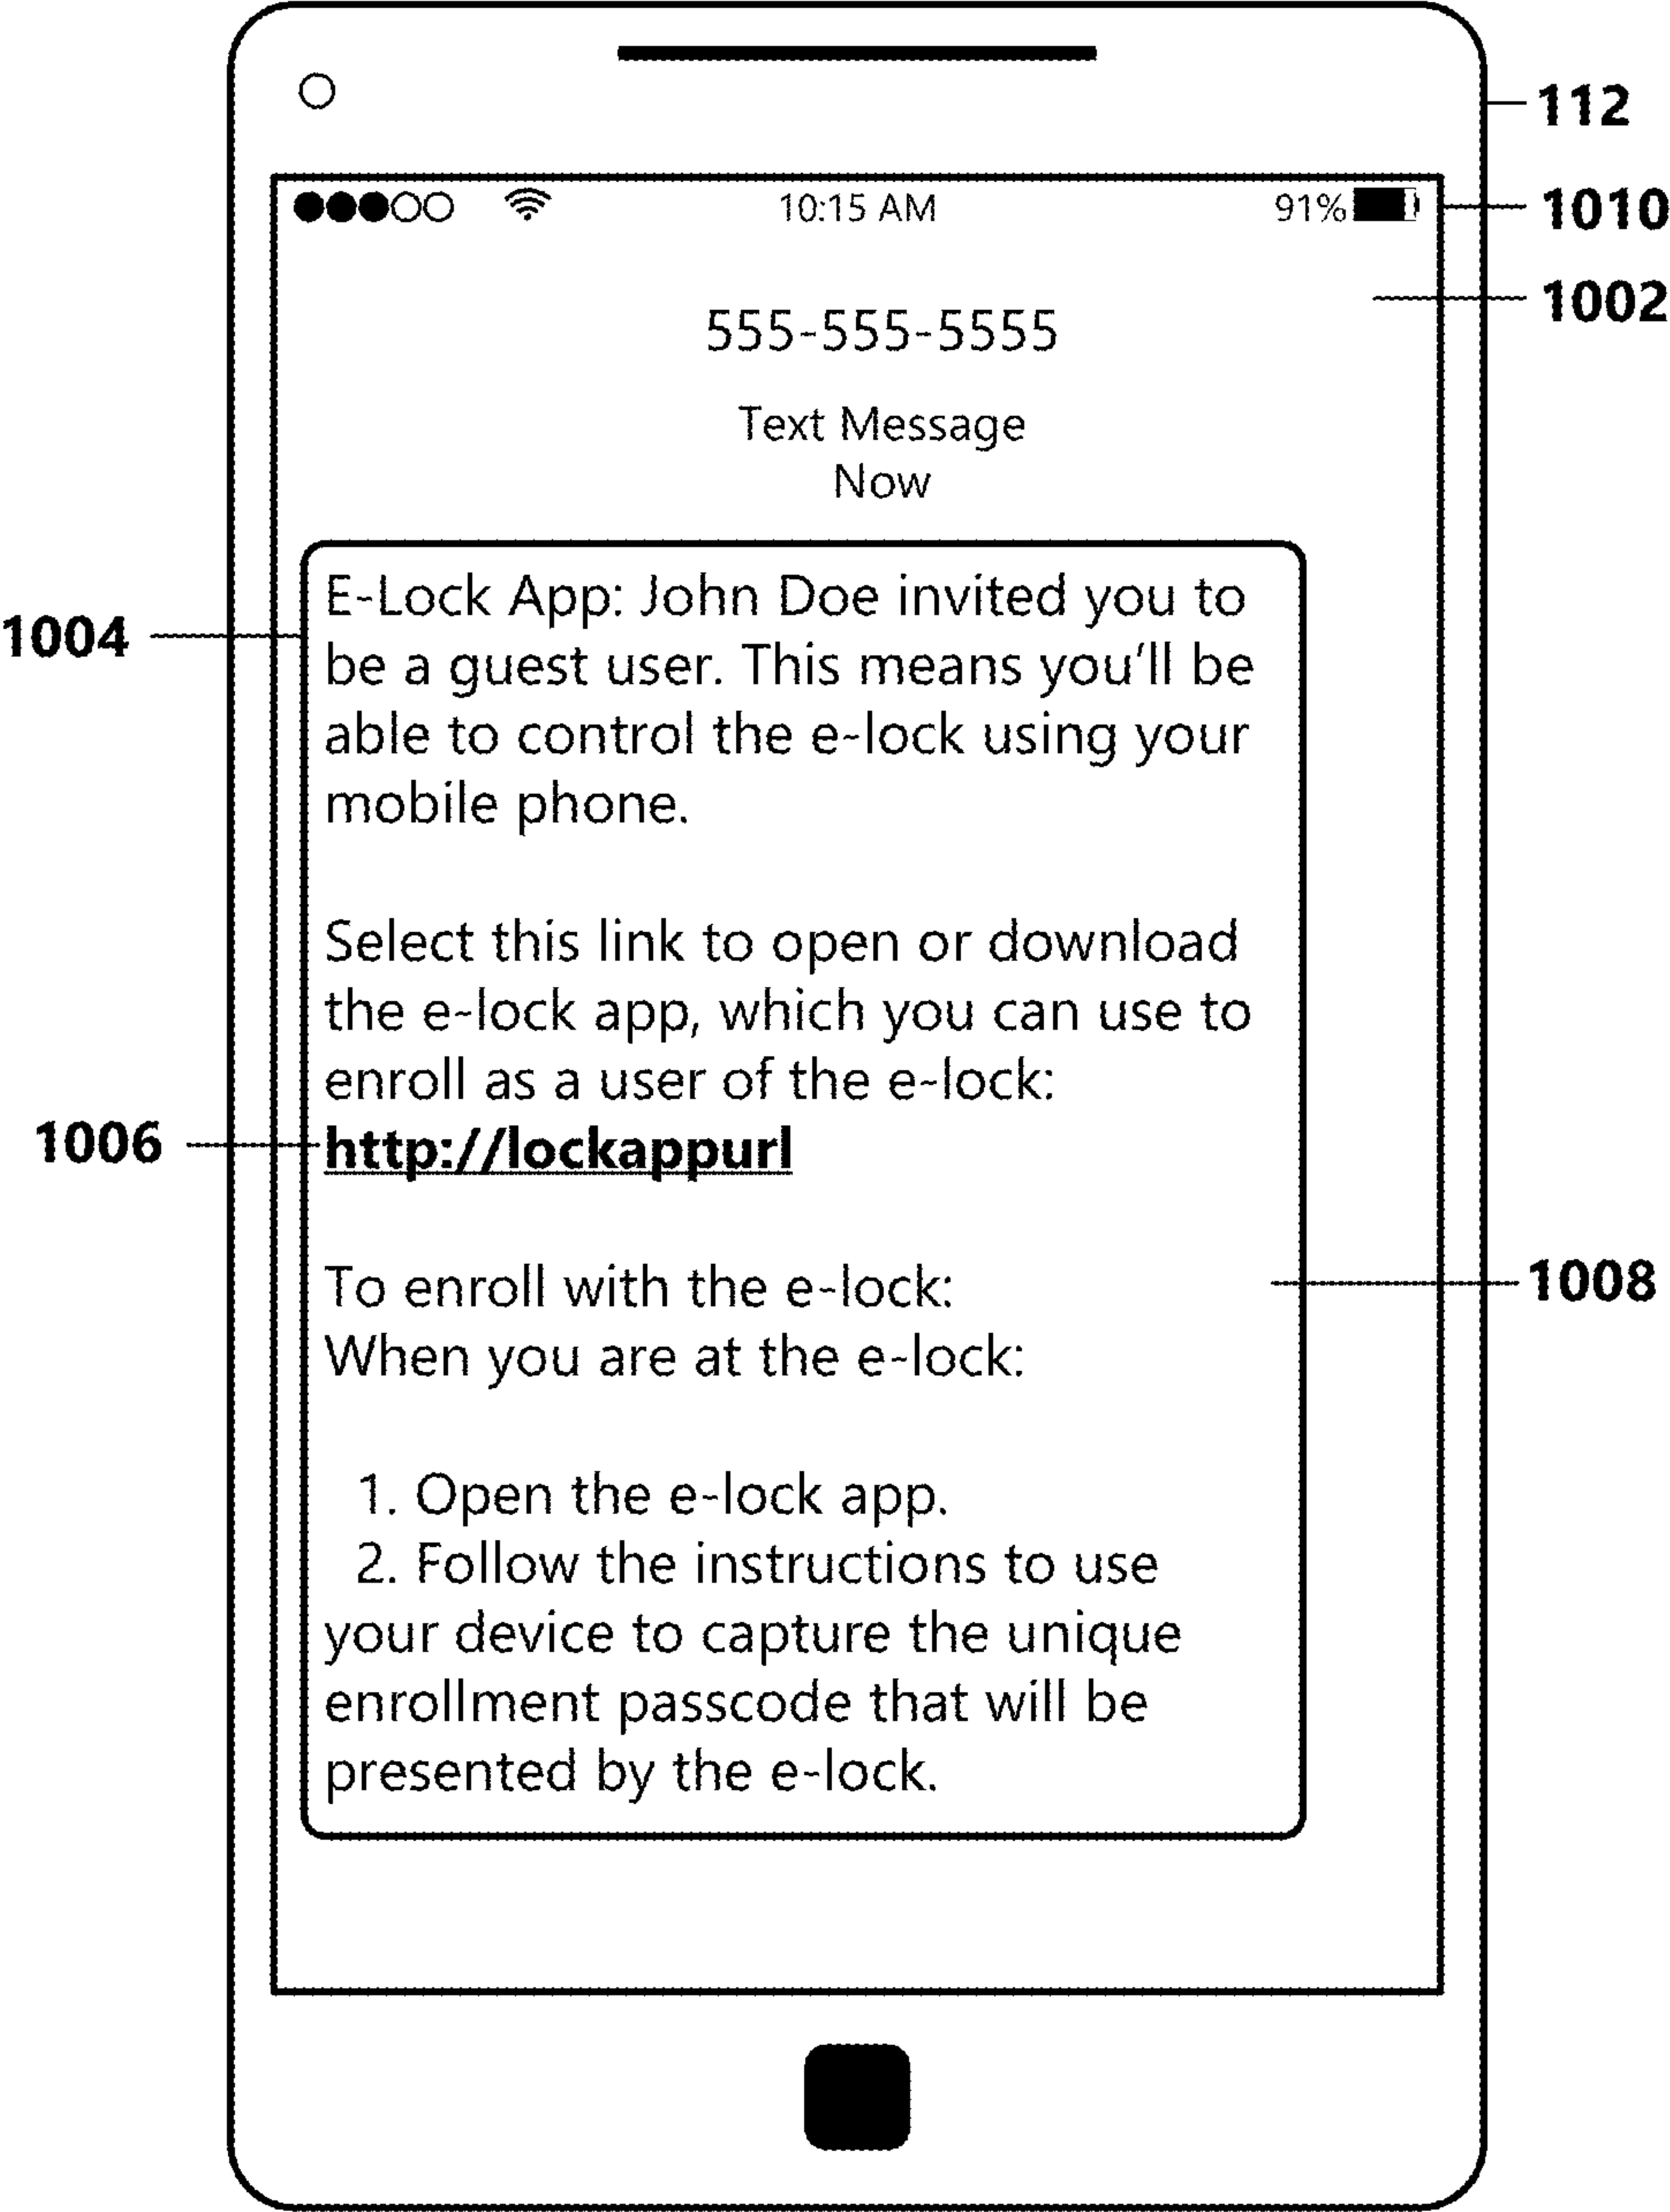 112
10:15 AM 91%
1010
1002
555-555-5555
Text Message
Now
1004
E-Lock App: John Doe invited you to
be a guest user. This means you'll be
able to control the e-lock using your
mobile phone.
Select this link to open or download
the e-lock app, which you can use to
enroll as a user of the e-lock:
1006
http://lockappurl
To enroll with the e-lock:
1008
When you are at the e-lock:
1. Open the e-lock app.
2. Follow the instructions to use
your device to capture the unique
enrollment passcode that will be
presented by the e-lock.